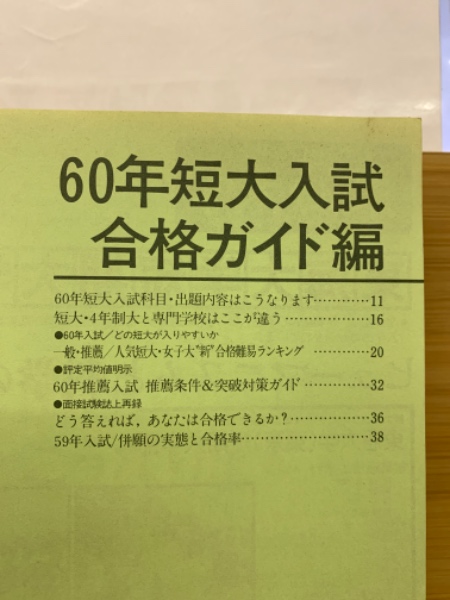 60年短大入試
合格ガイド編
60年短大入試科目・出題内容はこうなります…………11
短大・4年制大と専門学校はここが違う……………16
●60年入試/どの短大が入りやすいか
一般・推薦/人気短大・女子大"新"合格難易ランキング…………20
●評定平均値明示
60年推薦入試 推薦条件&突破対策ガイド…………32
●面接試験誌上再録
どう答えれば,あなたは合格できるか?………………36
59年入試/併願の実態と合格率……………………38